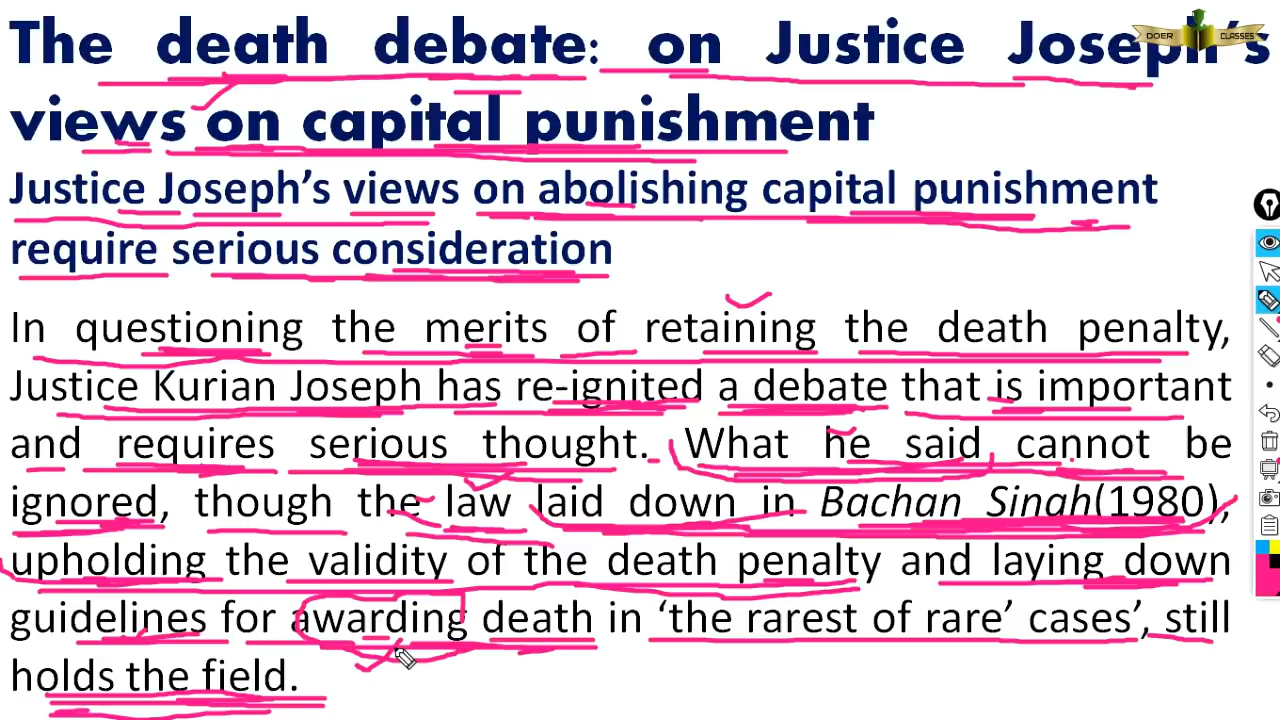 The death debate: on Justice Joseph's
views on capital punishment
Justice Joseph's views on abolishing capital punishment
require serious consideration
In questioning the merits of retaining the death penalty,
Justice Kurian Joseph has re-ignited a debate that is important
and requires serious thought. What he said cannot be
ignored, though the law laid down in Bachan Singh(1980),
upholding the validity of the death penalty and laying down
guidelines for awarding death in ‘the rarest of rare’ cases’, still
holds the field.
DOER CLASSES